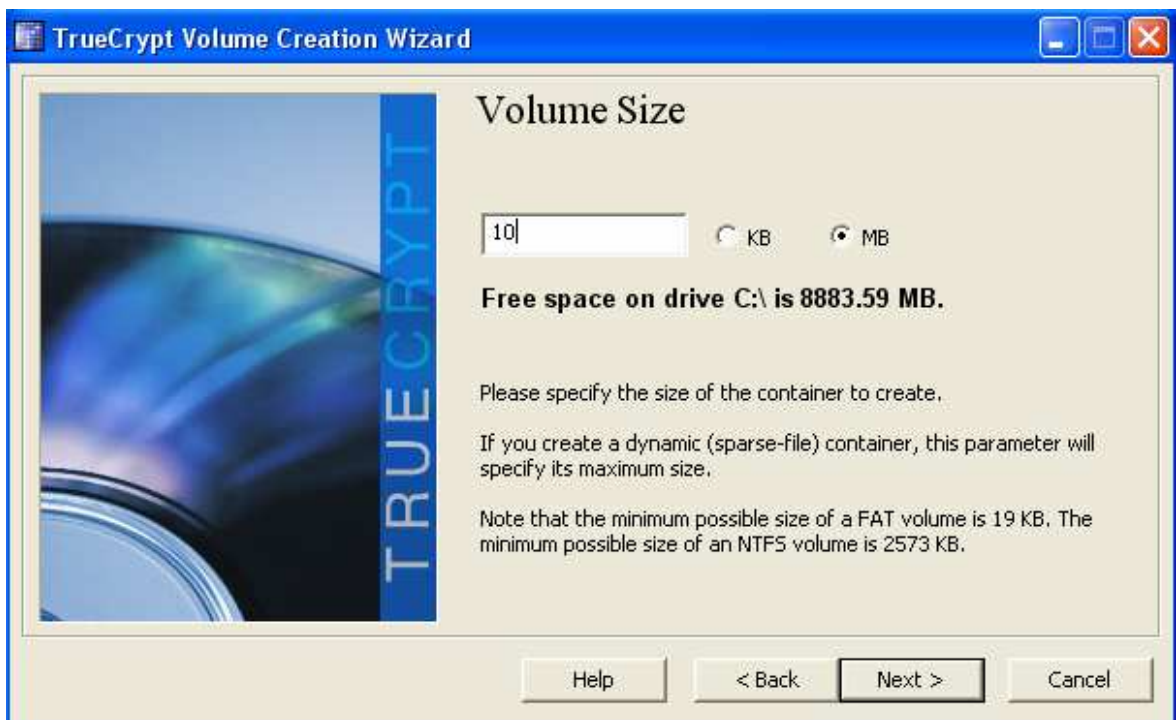 TrueCrypt Volume Creation Wizard
TRUECRYPT
Volume Size
10
KB
MB
Free space on drive C:\ is 8883.59 MB.
Please specify the size of the container to create.
If you create a dynamic (sparse-file) container, this parameter will
specify its maximum size.
Note that the minimum possible size of a FAT volume is 19 KB. The
minimum possible size of an NTFS volume is 2573 KB.
Help
< Back
Next >
Cancel